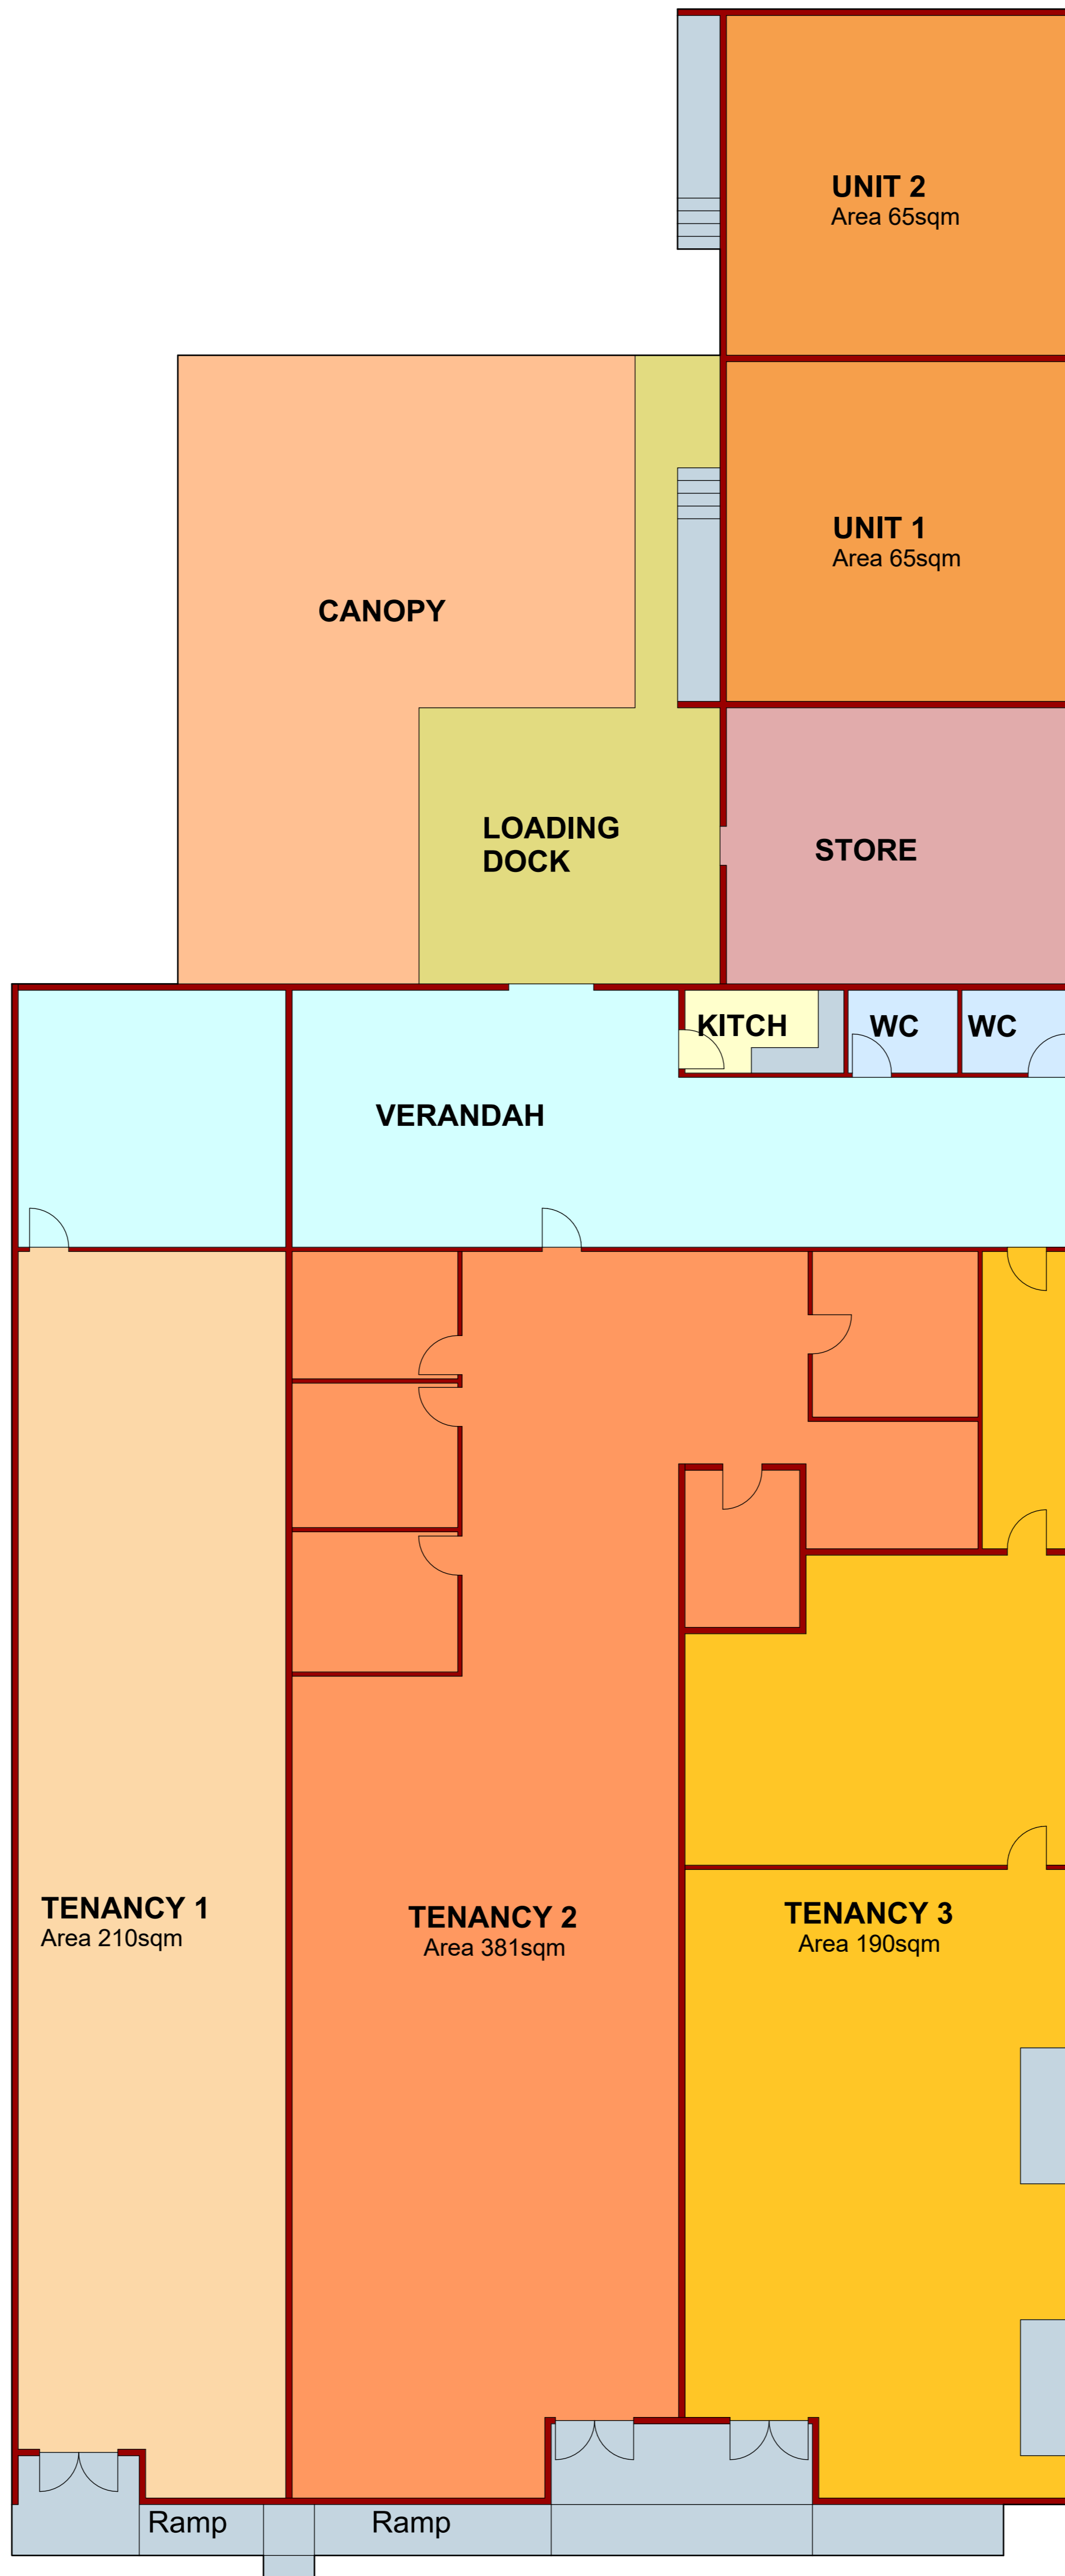 UNIT 2
Area 65sqm
UNIT 1
Area 65sqm
CANOPY
LOADING
DOCK
STORE
KITCH
WC
WC
VERANDAH
TENANCY 1
Area 210sqm
TENANCY 2
Area 381sqm
TENANCY 3
Area 190sqm
Ramp
Ramp